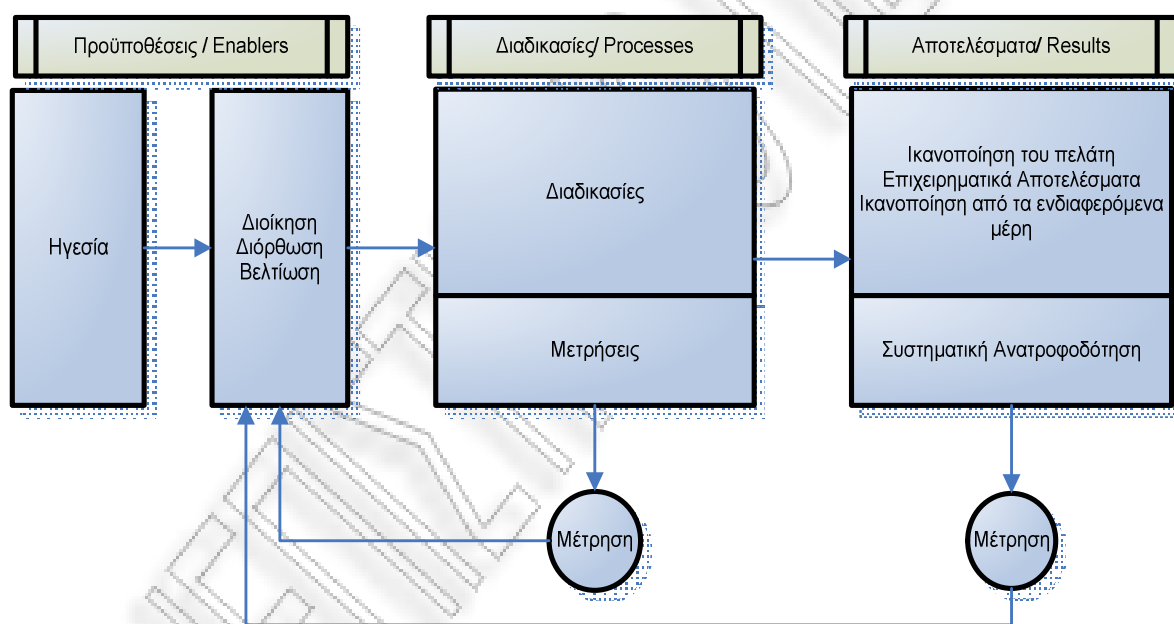 Προϋποθέσεις / Enablers
Διαδικασίες/ Processes
Αποτελέσματα/ Results
Ηγεσία
Διοίκηση
Διόρθωση
Βελτίωση
Διαδικασίες
Μετρήσεις
Ικανοποίηση του πελάτη
Επιχειρηματικά Αποτελέσματα
Ικανοποίηση από τα ενδιαφερόμενα
μέρη
Συστηματική Ανατροφοδότηση
Μέτρηση
Μέτρηση